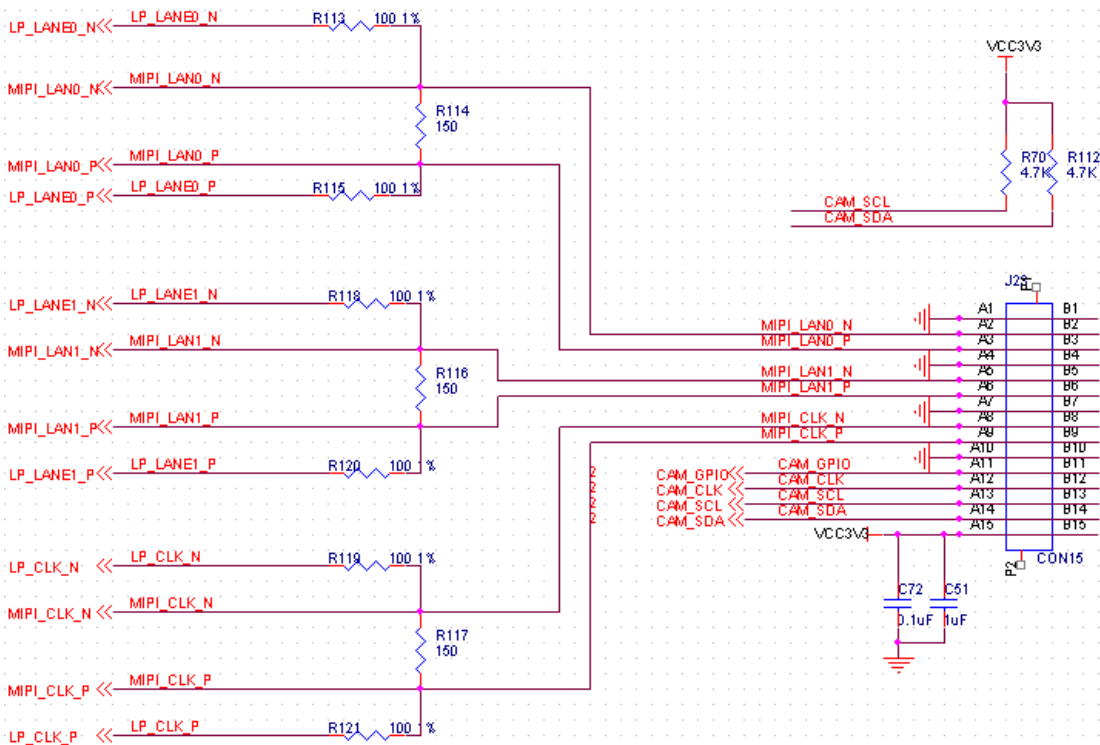 LP_LANE0_N LP_LANE0_N R113 100 1%
MIPI_LAN0_N MIPI_LAN0_N
R114
150
MIPI_LAN0_P MIPI_LAN0_P
LP_LANE0_P LP_LANE0_P R115 100 1%
LP_LANE1_N LP_LANE1_N R118 100 1%
MIPI_LAN1_N MIPI_LAN1_N
R116
150
MIPI_LAN1_P MIPI_LAN1_P
LP_LANE1_P LP_LANE1_P R120 100 1%
LP_CLK_N LP_CLK_N R119 100 1%
MIPI_CLK_N MIPI_CLK_N
R117
150
MIPI_CLK_P MIPI_CLK_P
LP_CLK_P LP_CLK_P R121 100 1%
VCC3V3
R70 R112
4.7K 4.7K
CAM_SCL
CAM_SDA
P1
A1 B1
MIPI_LAN0_N A2 B2
MIPI_LAN0_P A3 B3
A4 B4
MIPI_LAN1_N A5 B5
MIPI_LAN1_P A6 B6
A7 B7
MIPI_CLK_N A8 B8
MIPI_CLK_P A9 B9
A10 B10
CAM_GPIO CAM_GPIO A11 B11
CAM_CLK CAM_CLK A12 B12
CAM_SCL CAM_SCL A13 B13
CAM_SDA CAM_SDA A14 B14
VCC3V3 A15 B15
P2
CON15
C72 C51
0.1uF 1uF